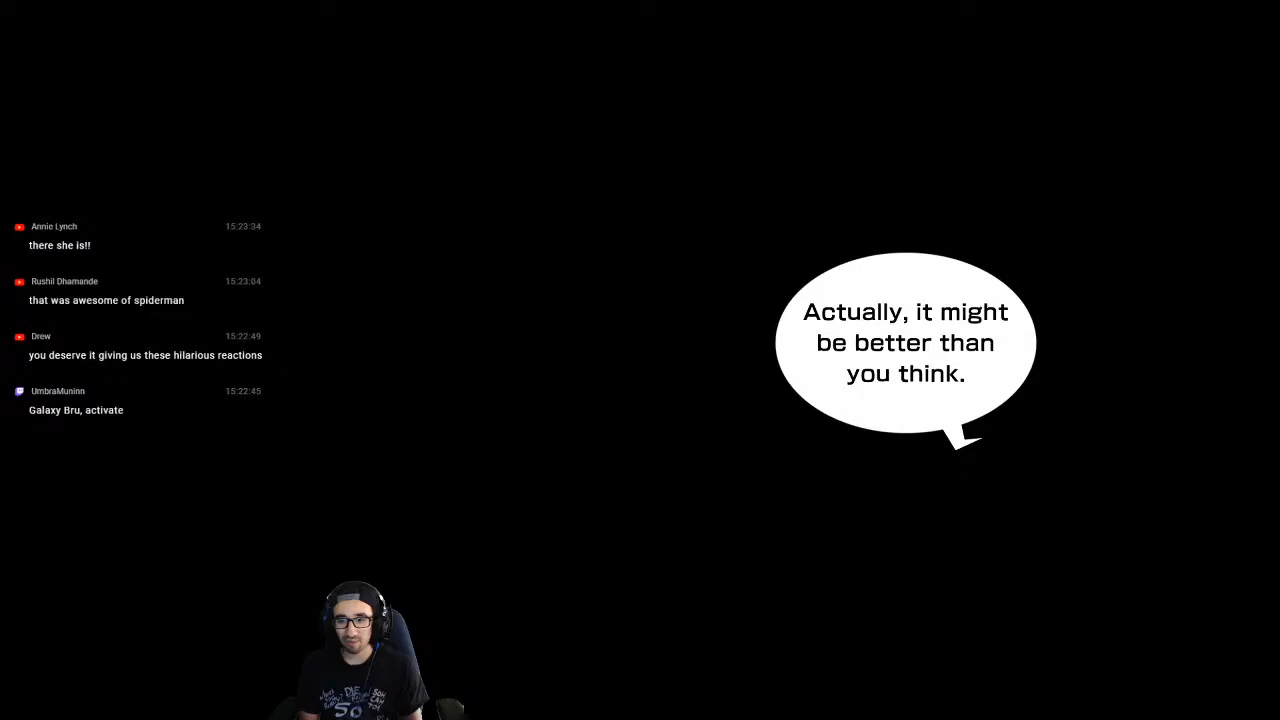 Annie Lynch 15:23:34
there she is!!
Rushil Dhamande 15:23:04
that was awesome of spiderman
Drew 15:22:49
you deserve it giving us these hilarious reactions
UmbraMuninn 15:22:45
Galaxy Bru, activate
Actually, it might
be better than
you think.